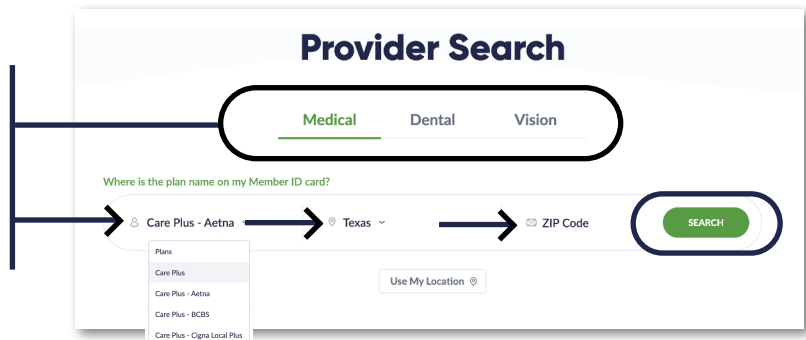 Provider Search
Medical Dental Vision
Where is the plan name on my Member ID card?
Care Plus - Aetna Texas ZIP Code SEARCH
Plans
Care Plus
Care Plus - Aetna
Care Plus - BCBS
Care Plus - Cigna Local Plus
Use My Location